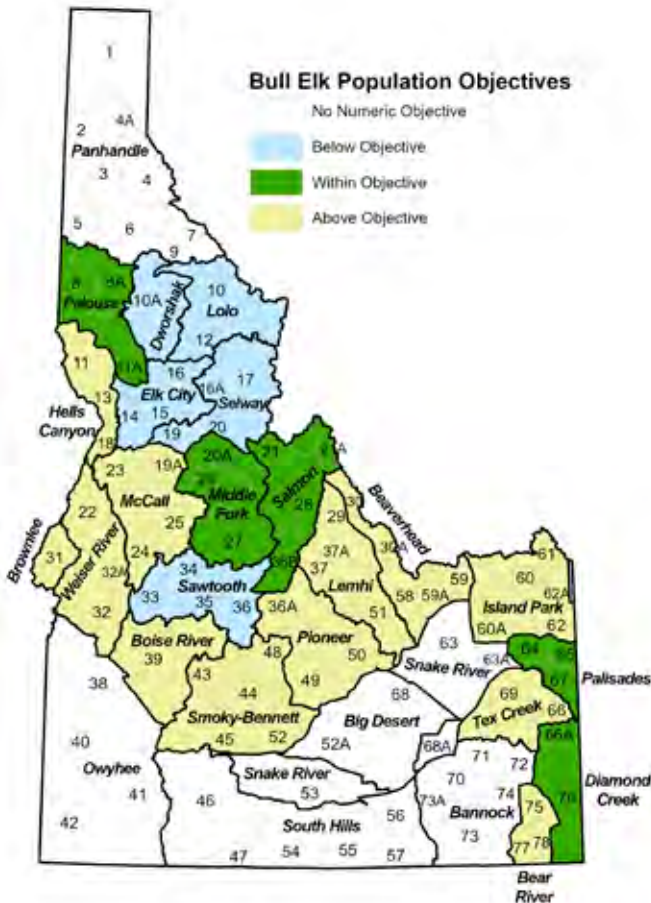 Bull Elk Population Objectives
No Numeric Objective
Below Objective
Within Objective
Above Objective
1
2
4A
Panhandle
3
4
5
6
7
9
8
8A
Palouse
11A
10A
Dworshak
10
Lolo
12
11
13
Hells
Canyon
18
16
16A
17
Elk City
Selway
14
15
19
20
23
19A
McCall
25
24
20A
Middle
Fork
27
21
Salmon
28
36B
22
Brownlee
31
Weiser River
32A
32
34
Sawtooth
33
35
36
29
30
Beaverhead
30A
37A
37
Lemhi
51
58
59A
59
61
60
62A
Island Park
60A
62
36A
Pioneer
48
50
49
Boise River
39
43
44
Smoky-Bennett
45
52
63
Snake River
63A
64
65
67
Palisades
69
Tex Creek
66
66A
68
Big Desert
52A
68A
38
40
Owyhee
41
42
Snake River
53
46
South Hills
56
47
54
55
57
71
70
72
73A
74
Bannock
73
75
77
78
76
Diamond
Creek
Bear
River